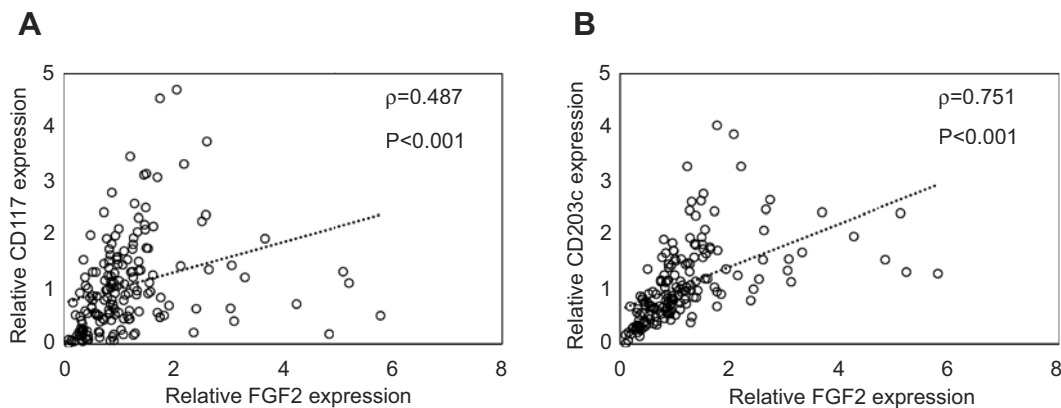 A
Relative CD117 expression
5
4
3
2
1
0
ρ=0.487
P<0.001
0 2 4 6 8
Relative FGF2 expression
B
Relative CD203c expression
5
4
3
2
1
0
ρ=0.751
P<0.001
0 2 4 6 8
Relative FGF2 expression